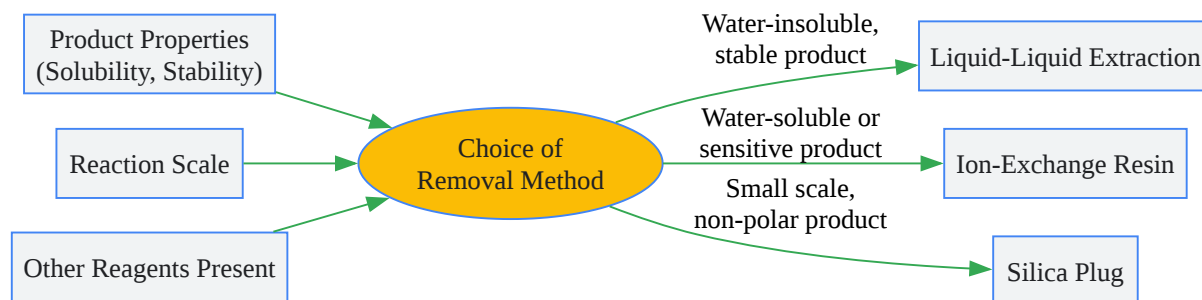 Product Properties
(Solubility, Stability)
Reaction Scale
Other Reagents Present
Choice of
Removal Method
Water-insoluble,
stable product
Water-soluble or
sensitive product
Small scale,
non-polar product
Liquid-Liquid Extraction
Ion-Exchange Resin
Silica Plug